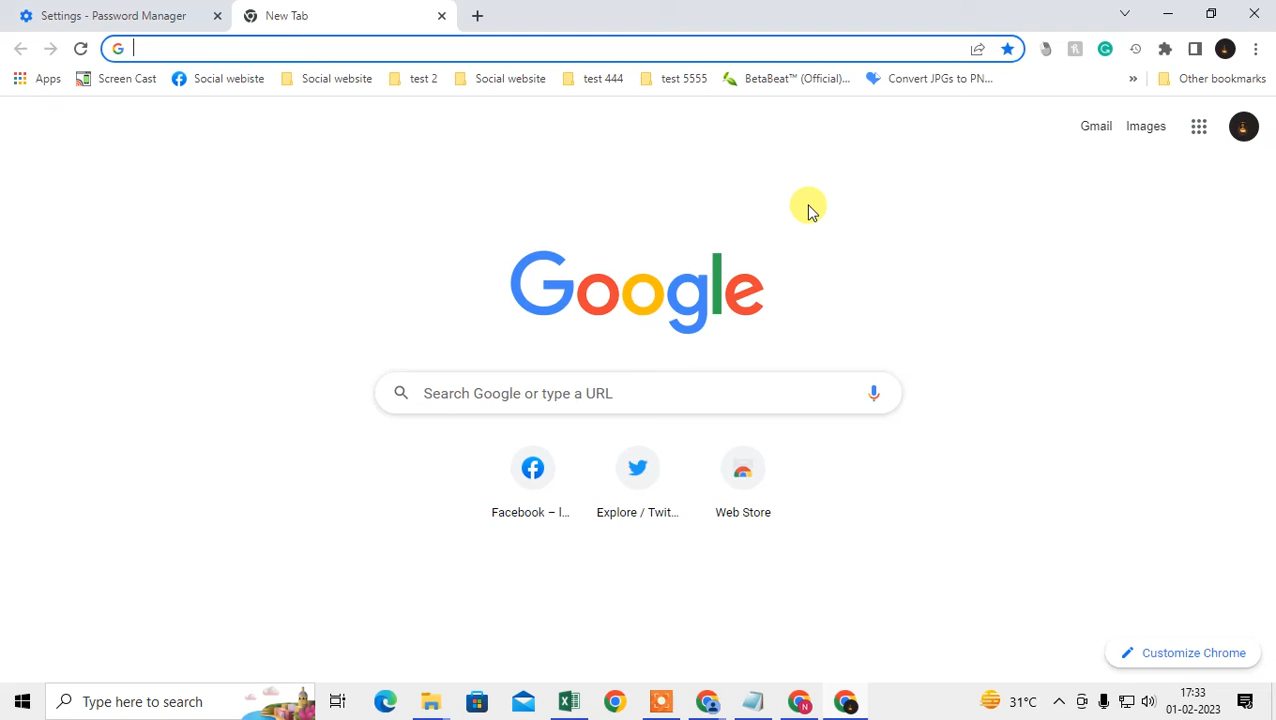 Settings - Password Manager
New Tab
Apps
Screen Cast
Social webiste
Social website
test 2
Social website
test 444
test 5555
BetaBeat™ (Official)...
Convert JPGs to PN...
»
Other bookmarks
Gmail
Images
Google
Search Google or type a URL
Facebook – l...
Explore / Twit...
Web Store
Customize Chrome
Type here to search
31°C
17:33
01-02-2023